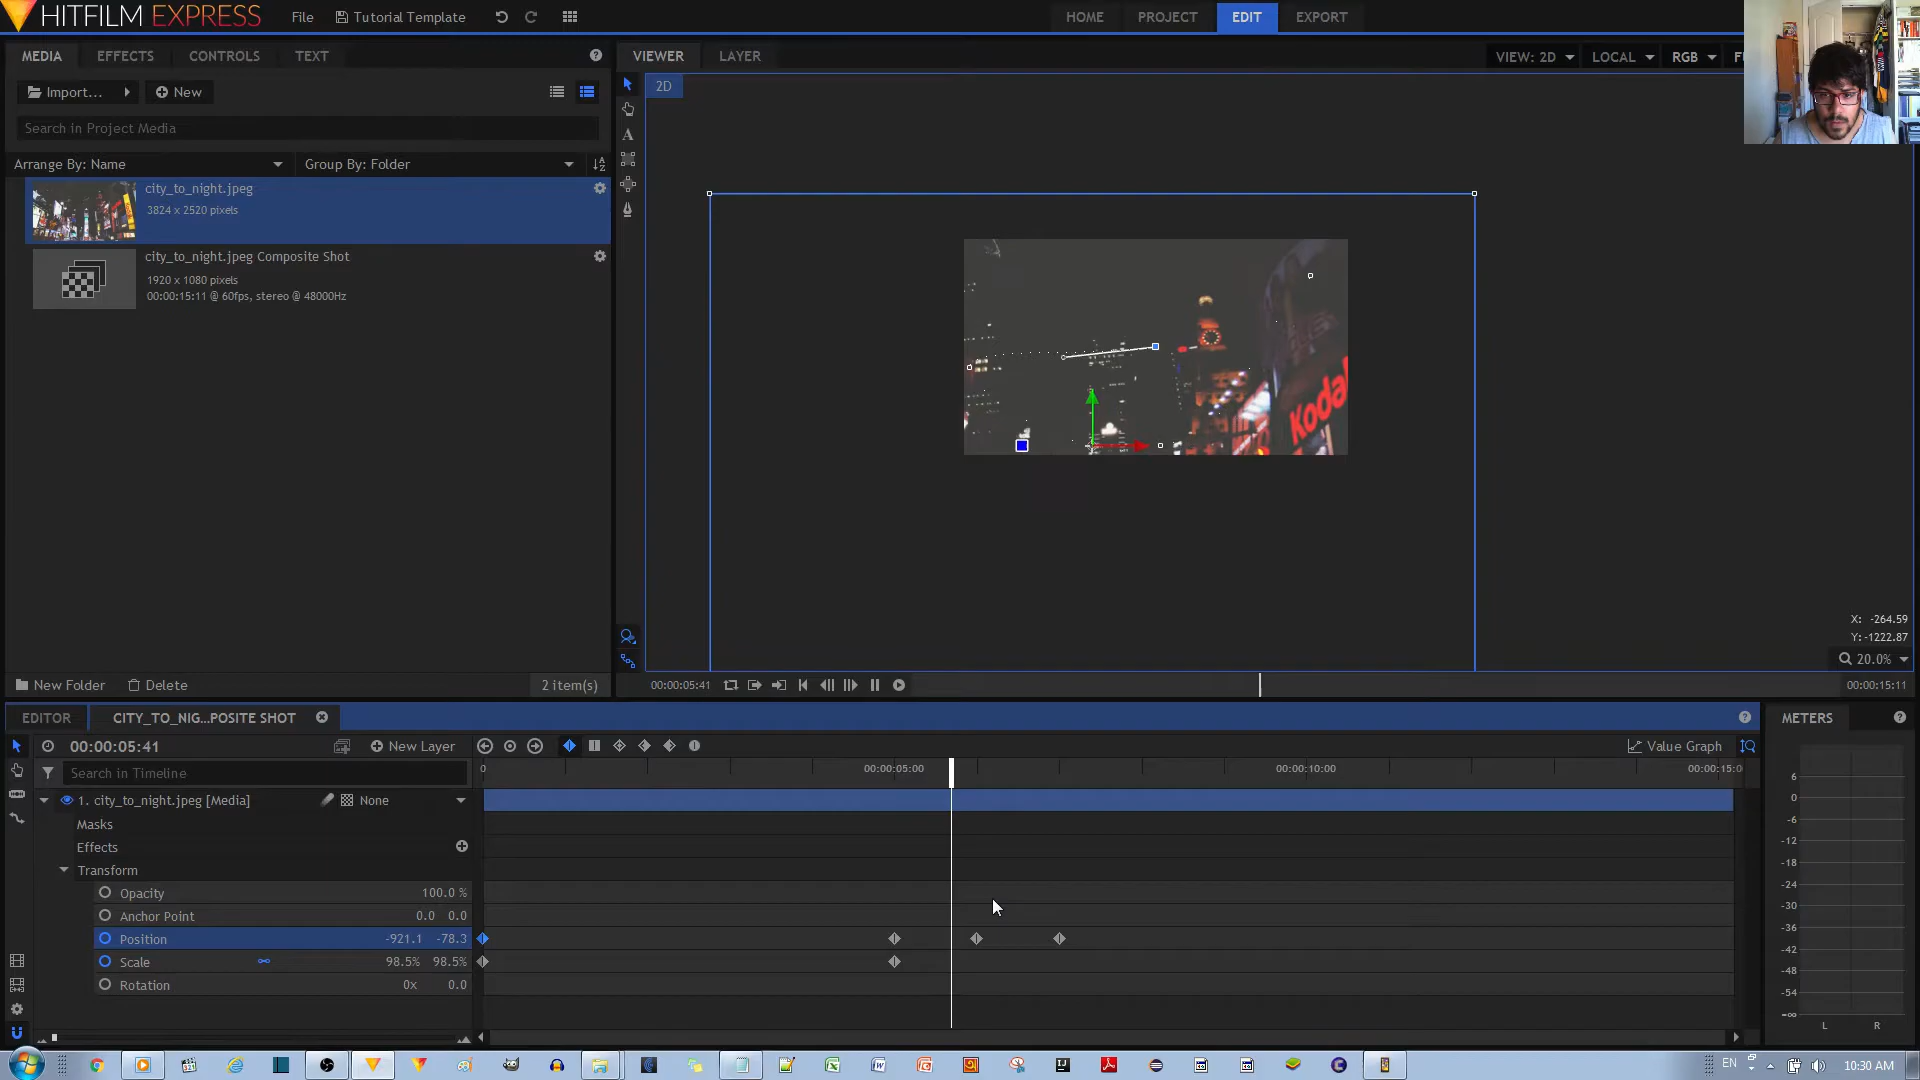 HITFILM EXPRESS
File
Tutorial Template
HOME
PROJECT
EDIT
EXPORT
MEDIA
EFFECTS
CONTROLS
TEXT
Import...
New
Search in Project Media
Arrange By: Name
Group By: Folder
city_to_night.jpeg
3824 x 2520 pixels
city_to_night.jpeg Composite Shot
1920 x 1080 pixels
00:00:15:11 @ 60fps, stereo @ 48000Hz
New Folder
Delete
2 item(s)
VIEWER
LAYER
VIEW: 2D
LOCAL
RGB
2D
Kodak
X: -264.59
Y: -1222.87
20.0%
00:00:05:41
00:00:15:11
EDITOR
CITY_TO_NIG...POSITE SHOT
00:00:05:41
New Layer
Value Graph
Search in Timeline
0
00:00:05:00
00:00:10:00
00:00:15:0
1. city_to_night.jpeg [Media]
None
Masks
Effects
Transform
Opacity
100.0 %
Anchor Point
0.0 0.0
Position
-921.1 -78.3
Scale
98.5% 98.5%
Rotation
0x 0.0
METERS
6
0
-6
-12
-18
-24
-30
-36
-42
-48
-54
-∞
L R
EN
10:30 AM